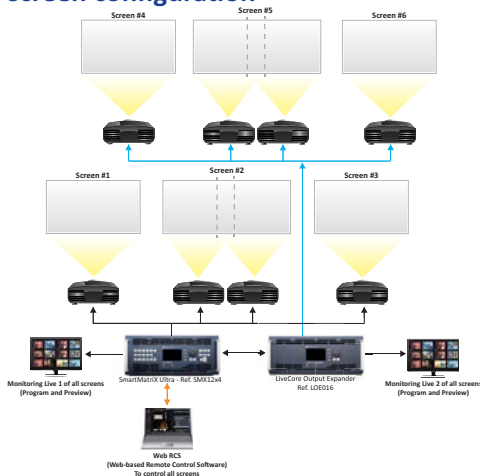 screen configuration
Screen #4
Screen #5
Screen #6
Screen #1
Screen #2
Screen #3
Monitoring Live 1 of all screens
(Program and Preview)
SmartMatriX Ultra - Ref. SMX12x4
LiveCore Output Expander
Ref. LOE016
Monitoring Live 2 of all screens
(Program and Preview)
Web RCS
(Web-based Remote Control Software)
To control all screens